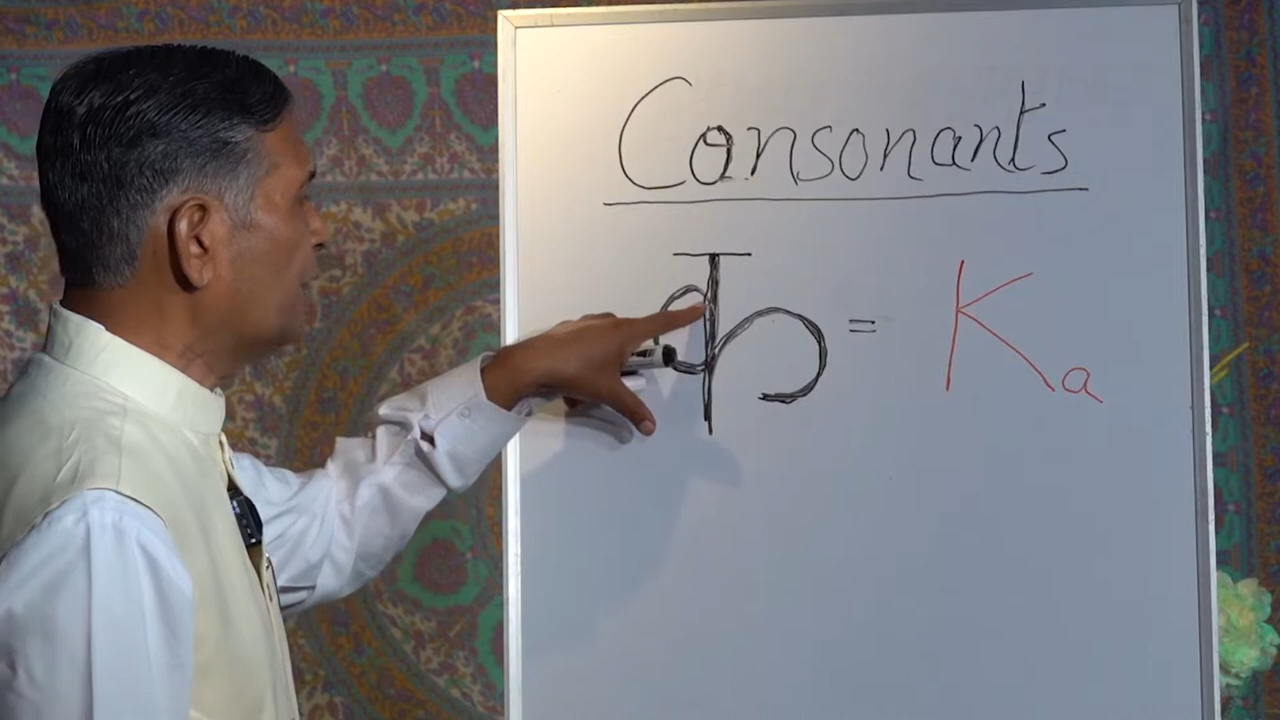 Consonants
क = Ka